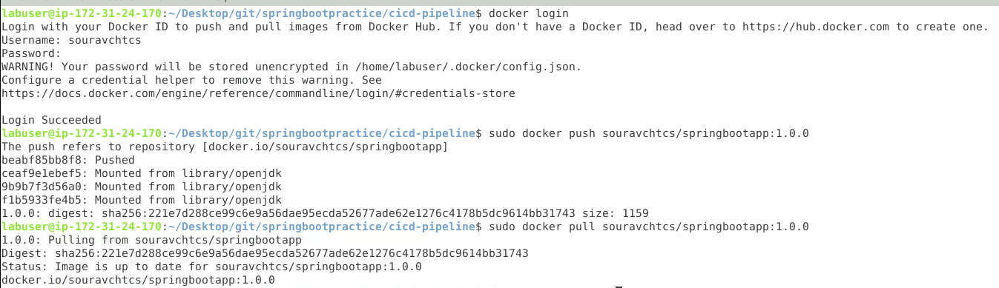 labuser@ip-172-31-24-170:~/Desktop/git/springbootpractice/cicd-pipeline$ docker login
Login with your Docker ID to push and pull images from Docker Hub. If you don't have a Docker ID, head over to https://hub.docker.com to create one.
Username: souravchtcs
Password:
WARNING! Your password will be stored unencrypted in /home/labuser/.docker/config.json.
Configure a credential helper to remove this warning. See
https://docs.docker.com/engine/reference/commandline/login/#credentials-store
Login Succeeded
labuser@ip-172-31-24-170:~/Desktop/git/springbootpractice/cicd-pipeline$ sudo docker push souravchtcs/springbootapp:1.0.0
The push refers to repository [docker.io/souravchtcs/springbootapp]
beabf85bb8f8: Pushed
ceaf9e1ebef5: Mounted from library/openjdk
9b9b7f3d56a0: Mounted from library/openjdk
f1b5933fe4b5: Mounted from library/openjdk
1.0.0: digest: sha256:221e7d288ce99c6e9a56dae95ecda52677ade62e1276c4178b5dc9614bb31743 size: 1159
labuser@ip-172-31-24-170:~/Desktop/git/springbootpractice/cicd-pipeline$ sudo docker pull souravchtcs/springbootapp:1.0.0
1.0.0: Pulling from souravchtcs/springbootapp
Digest: sha256:221e7d288ce99c6e9a56dae95ecda52677ade62e1276c4178b5dc9614bb31743
Status: Image is up to date for souravchtcs/springbootapp:1.0.0
docker.io/souravchtcs/springbootapp:1.0.0